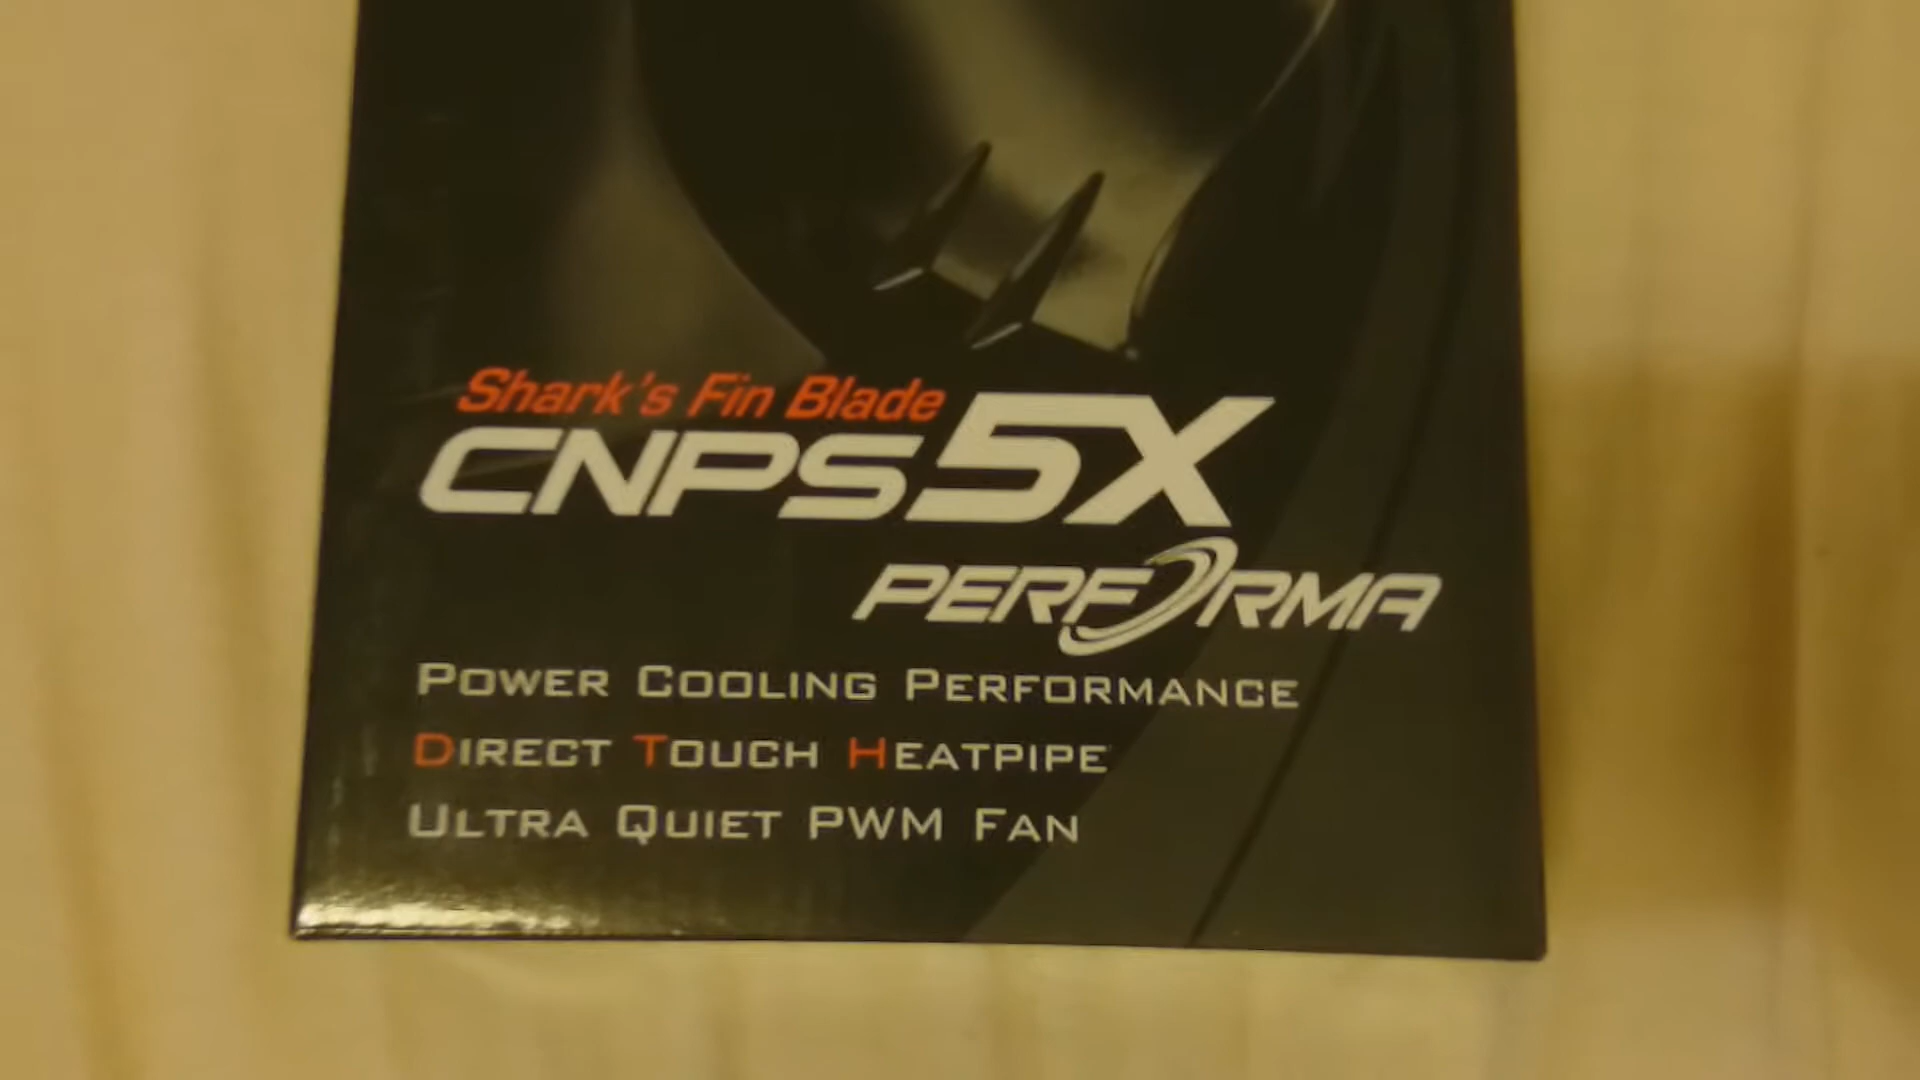 Shark's Fin Blade
CNPS5X
PERFORMA
POWER COOLING PERFORMANCE
DIRECT TOUCH HEATPIPE
ULTRA QUIET PWM FAN